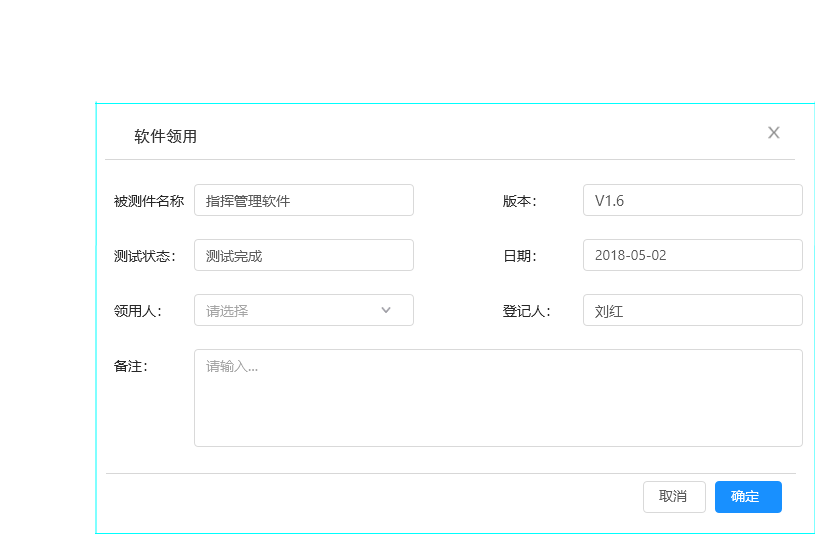 软件领用
被测件名称 指挥管理软件 版本: V1.6
测试状态: 测试完成 日期: 2018-05-02
领用人: 请选择 登记人: 刘红
备注: 请输入...
取消 确定